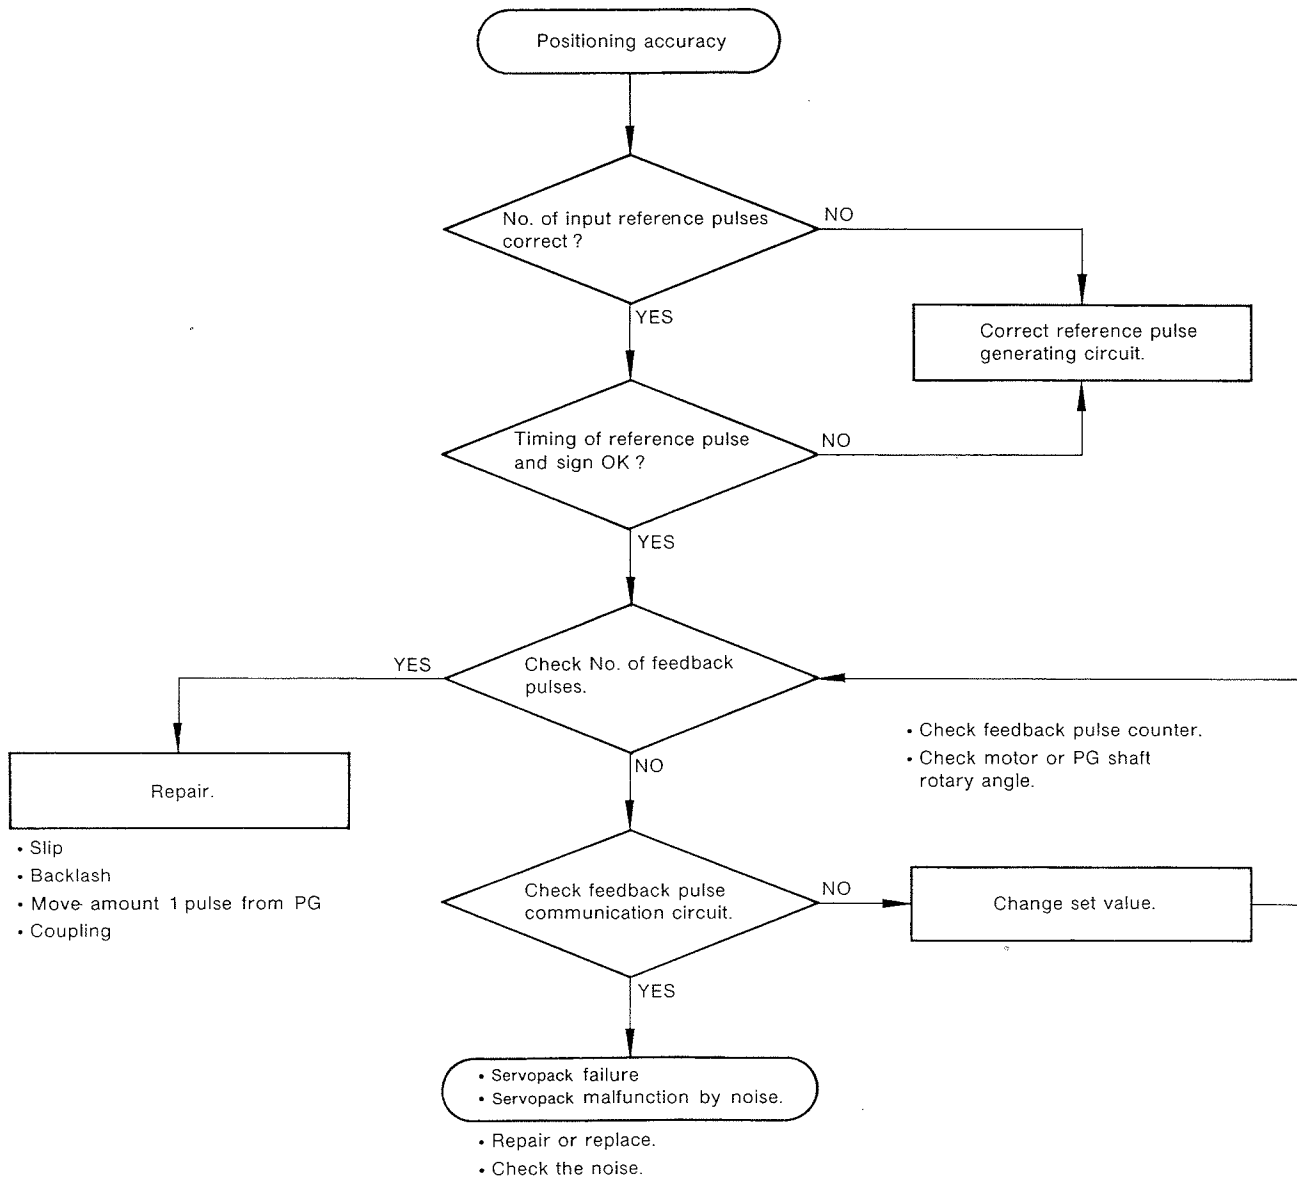 Positioning accuracy
No. of input reference pulses
correct ?
NO
YES
Correct reference pulse
generating circuit.
Timing of reference pulse
and sign OK ?
NO
YES
Check No. of feedback
pulses.
YES
NO
Repair.
• Slip
• Backlash
• Move amount 1 pulse from PG
• Coupling
• Check feedback pulse counter.
• Check motor or PG shaft
rotary angle.
Check feedback pulse
communication circuit.
NO
YES
Change set value.
• Servopack failure
• Servopack malfunction by noise.
• Repair or replace.
• Check the noise.